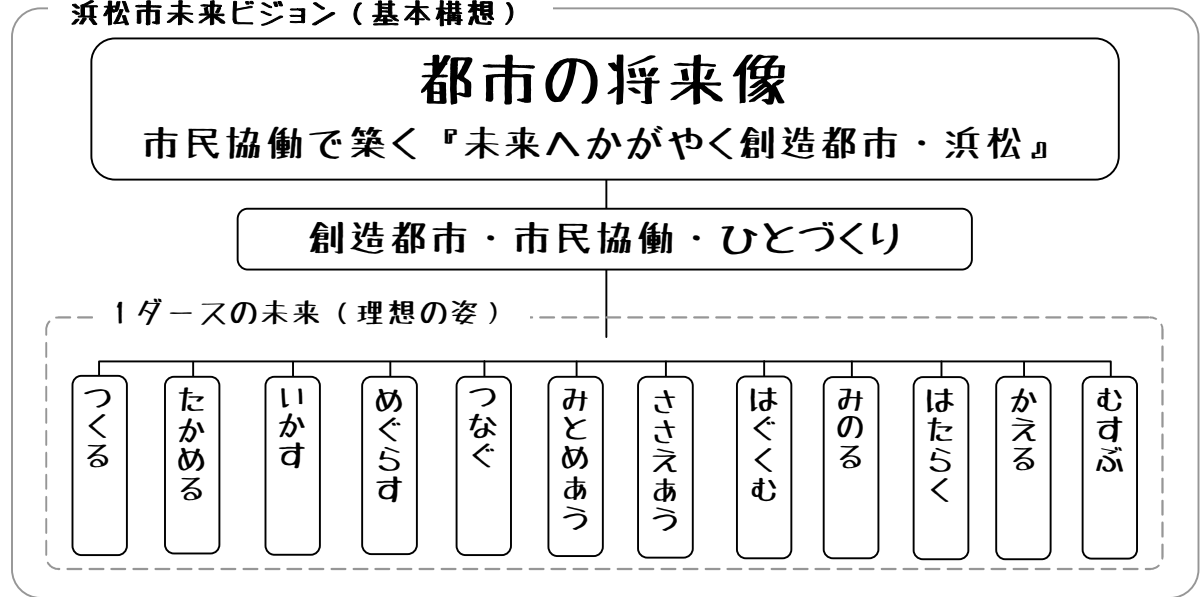 浜松市未来ビジョン（基本構想）
都市の将来像
市民協働で築く『未来へかがやく創造都市・浜松』
創造都市・市民協働・ひとづくり
1ダースの未来（理想の姿）
つくる
たかめる
いかす
めぐらす
つなぐ
みとめあう
ささえあう
はぐくむ
みのる
はたらく
かえる
むすぶ